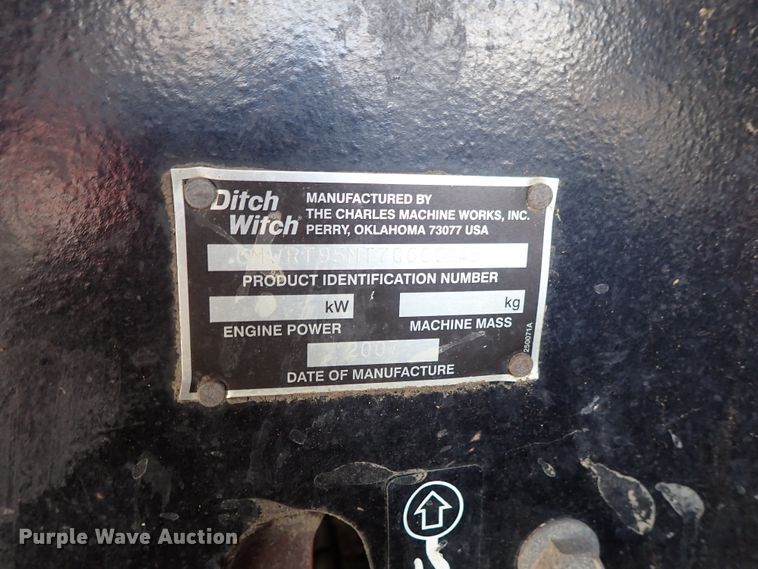 Ditch
Witch®
MANUFACTURED BY
THE CHARLES MACHINE WORKS, INC.
PERRY, OKLAHOMA 73077 USA
PRODUCT IDENTIFICATION NUMBER
kW
kg
ENGINE POWER
MACHINE MASS
2007
DATE OF MANUFACTURE
250071A
Purple Wave Auction